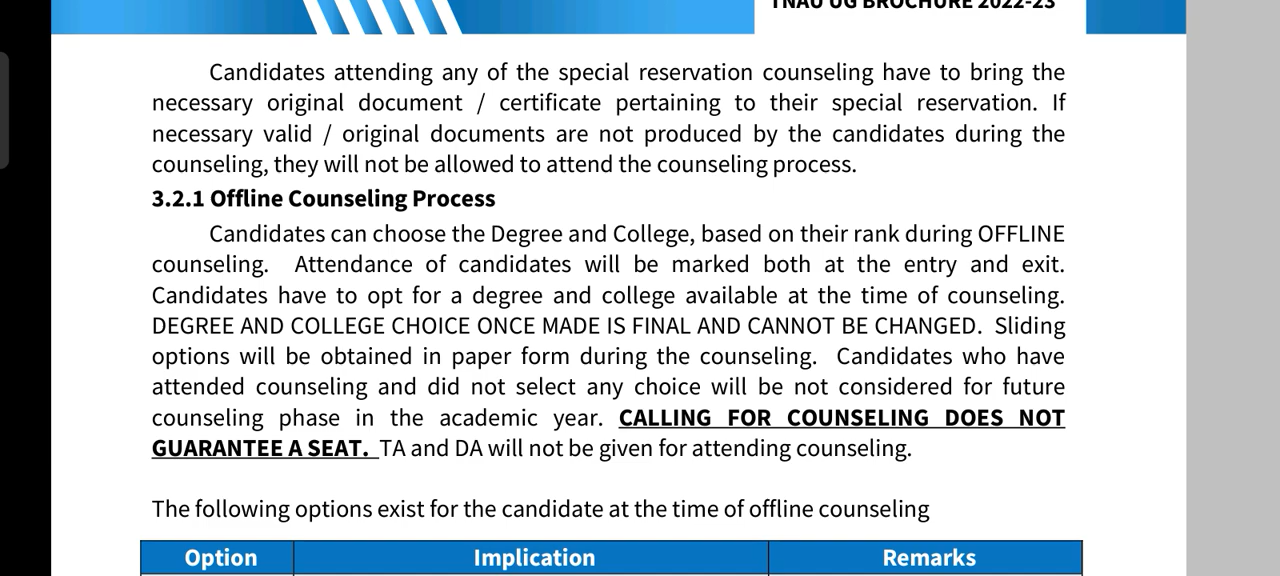 TNAU UG BROCHURE 2022-23
Candidates attending any of the special reservation counseling have to bring the
necessary original document / certificate pertaining to their special reservation. If
necessary valid / original documents are not produced by the candidates during the
counseling, they will not be allowed to attend the counseling process.
3.2.1 Offline Counseling Process
Candidates can choose the Degree and College, based on their rank during OFFLINE
counseling.  Attendance of candidates will be marked both at the entry and exit.
Candidates have to opt for a degree and college available at the time of counseling.
DEGREE AND COLLEGE CHOICE ONCE MADE IS FINAL AND CANNOT BE CHANGED.  Sliding
options will be obtained in paper form during the counseling.  Candidates who have
attended counseling and did not select any choice will be not considered for future
counseling phase in the academic year. CALLING FOR COUNSELING DOES NOT
GUARANTEE A SEAT. TA and DA will not be given for attending counseling.
The following options exist for the candidate at the time of offline counseling
Option Implication Remarks